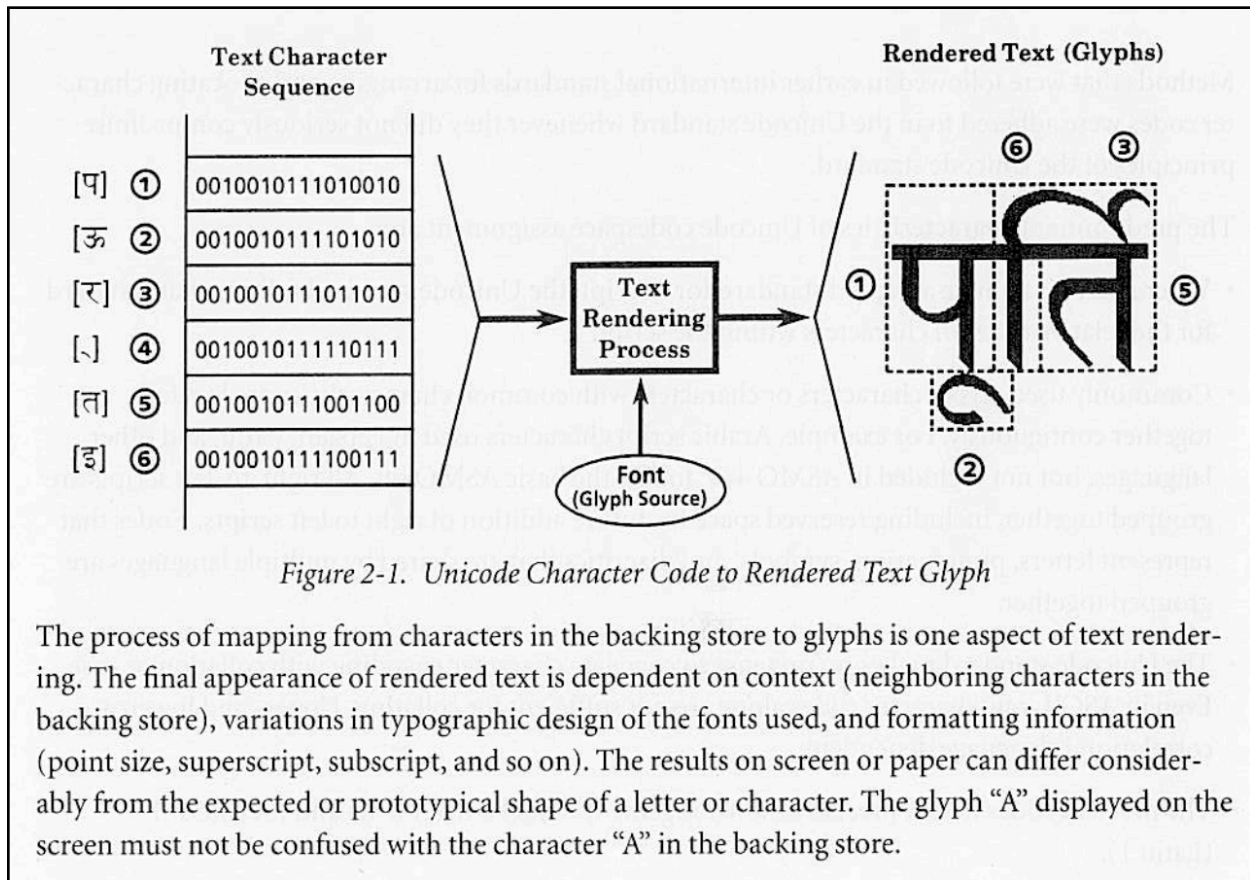 Text Character
Sequence
[प] ① 0010010111010010
[ऊ] ② 0010010111101010
[र] ③ 0010010111011011
④ 0010010111110111
[त] ⑤ 0010010111001100
[इ] ⑥ 0010010111100111
Text
Rendering
Process
Font
(Glyph Source)
Rendered Text (Glyphs)
⑥ ③
① पूर्ति ⑤
②
Figure 2-1. Unicode Character Code to Rendered Text Glyph
The process of mapping from characters in the backing store to glyphs is one aspect of text render-
ing. The final appearance of rendered text is dependent on context (neighboring characters in the
backing store), variations in typographic design of the fonts used, and formatting information
(point size, superscript, subscript, and so on). The results on screen or paper can differ consider-
ably from the expected or prototypical shape of a letter or character. The glyph “A” displayed on the
screen must not be confused with the character “A” in the backing store.